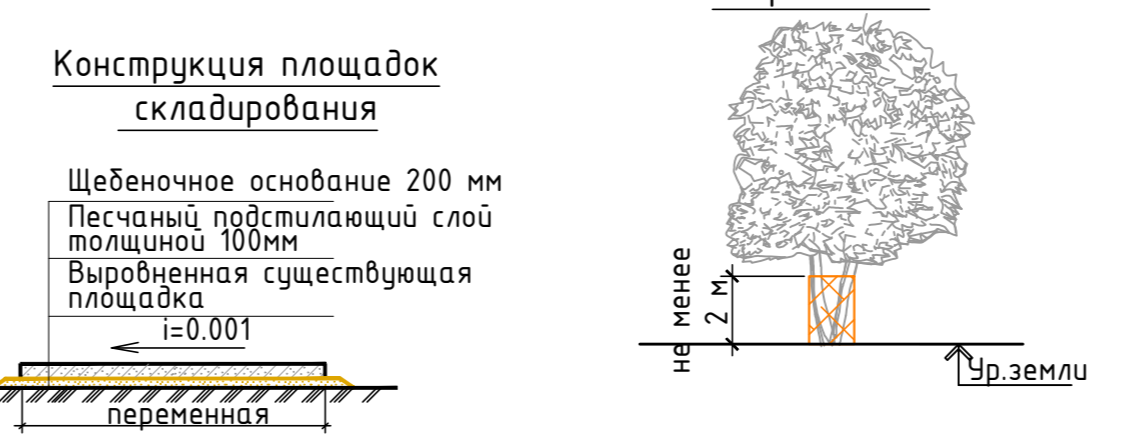 Конструкция площадок
складирования
Щебеночное основание 200 мм
Песчаный подстилающий слой
толщиной 100мм
Выровненная существующая
площадка
i=0.001
переменная
не менее
2 м
Ур.земли